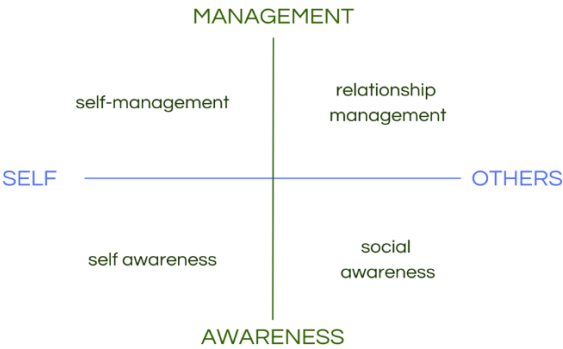 MANAGEMENT
self-management
relationship
management
SELF
OTHERS
self awareness
social
awareness
AWARENESS